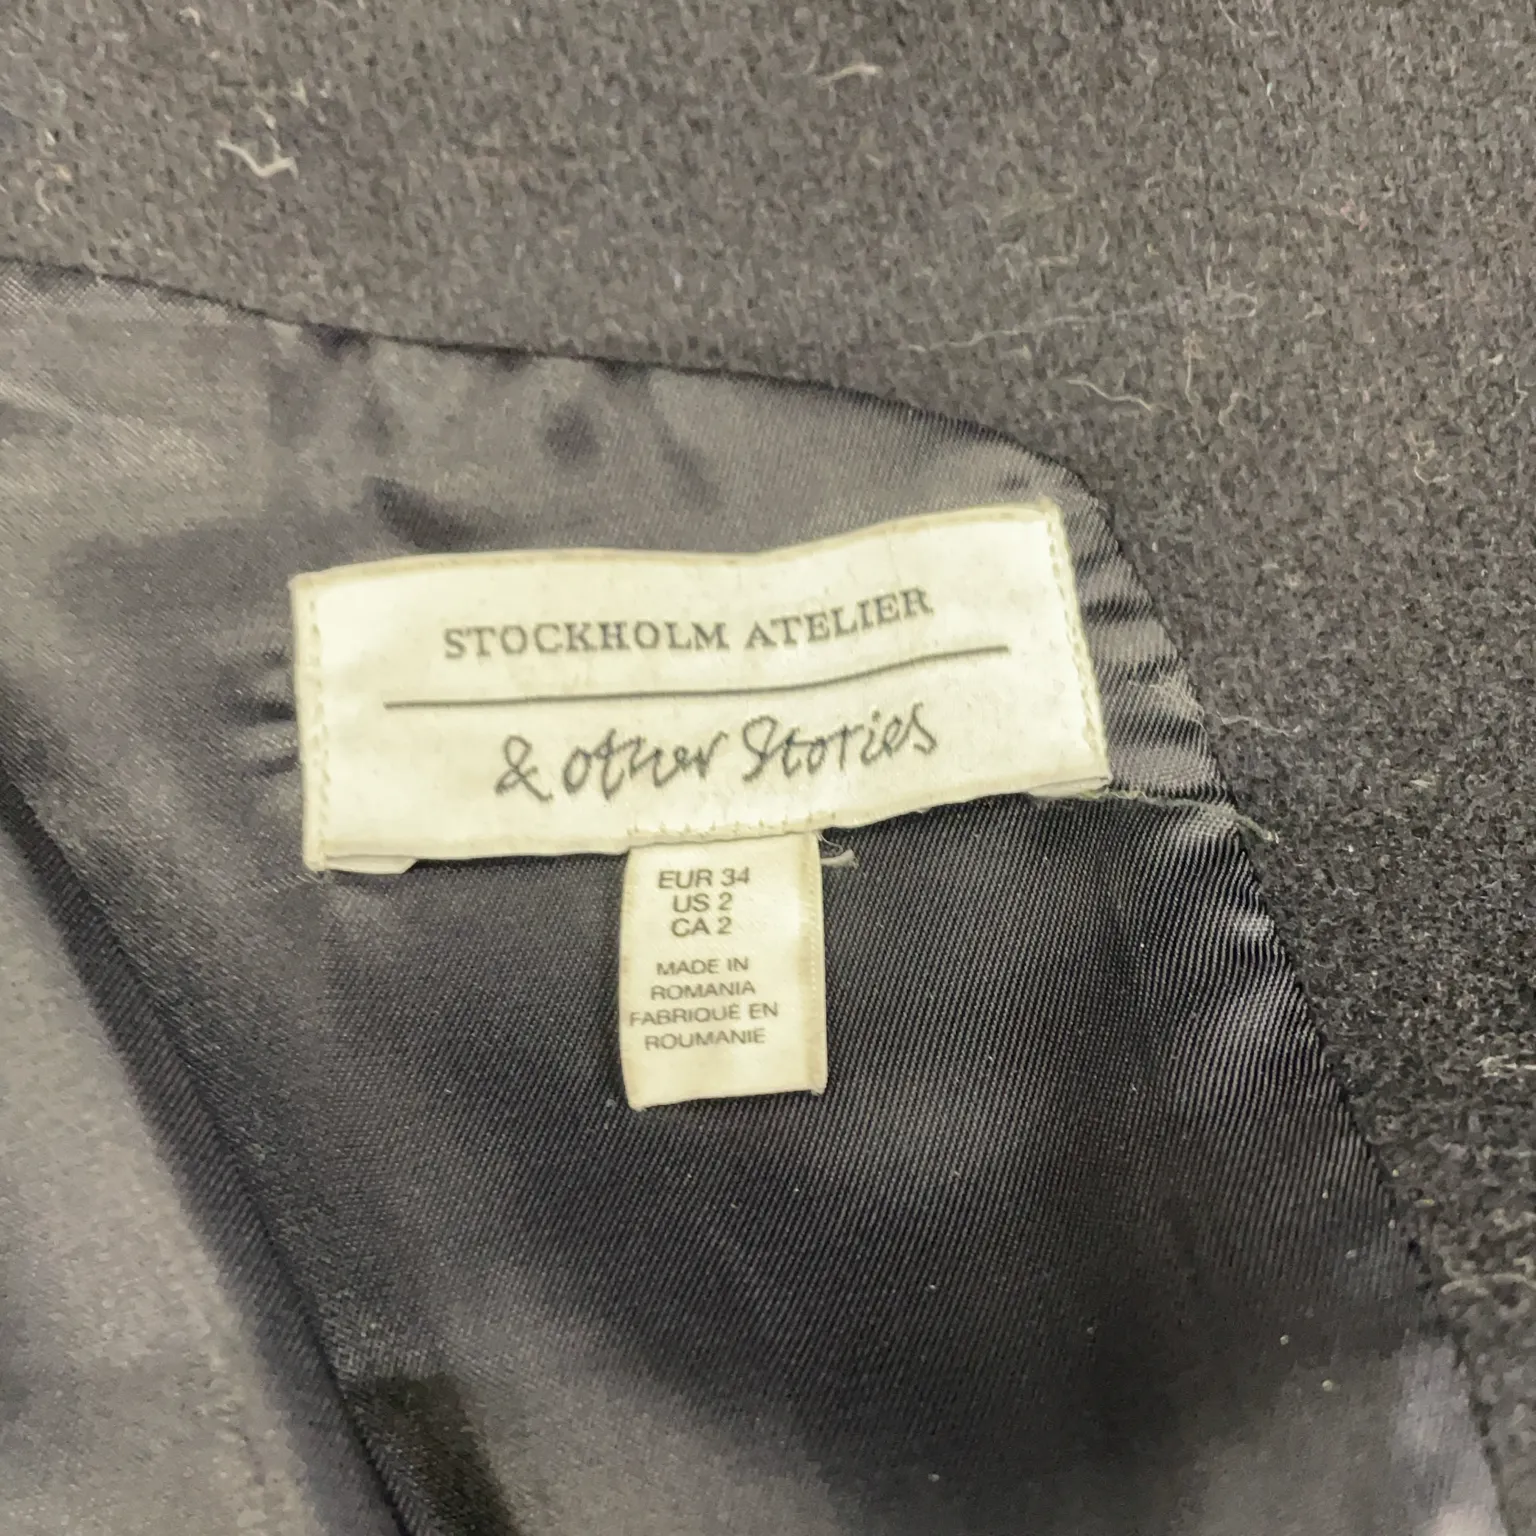 STOCKHOLM ATELIER
& other Stories
EUR 34
US 2
CA 2
MADE IN
ROMANIA
FABRIQUÉ EN
ROUMANIE